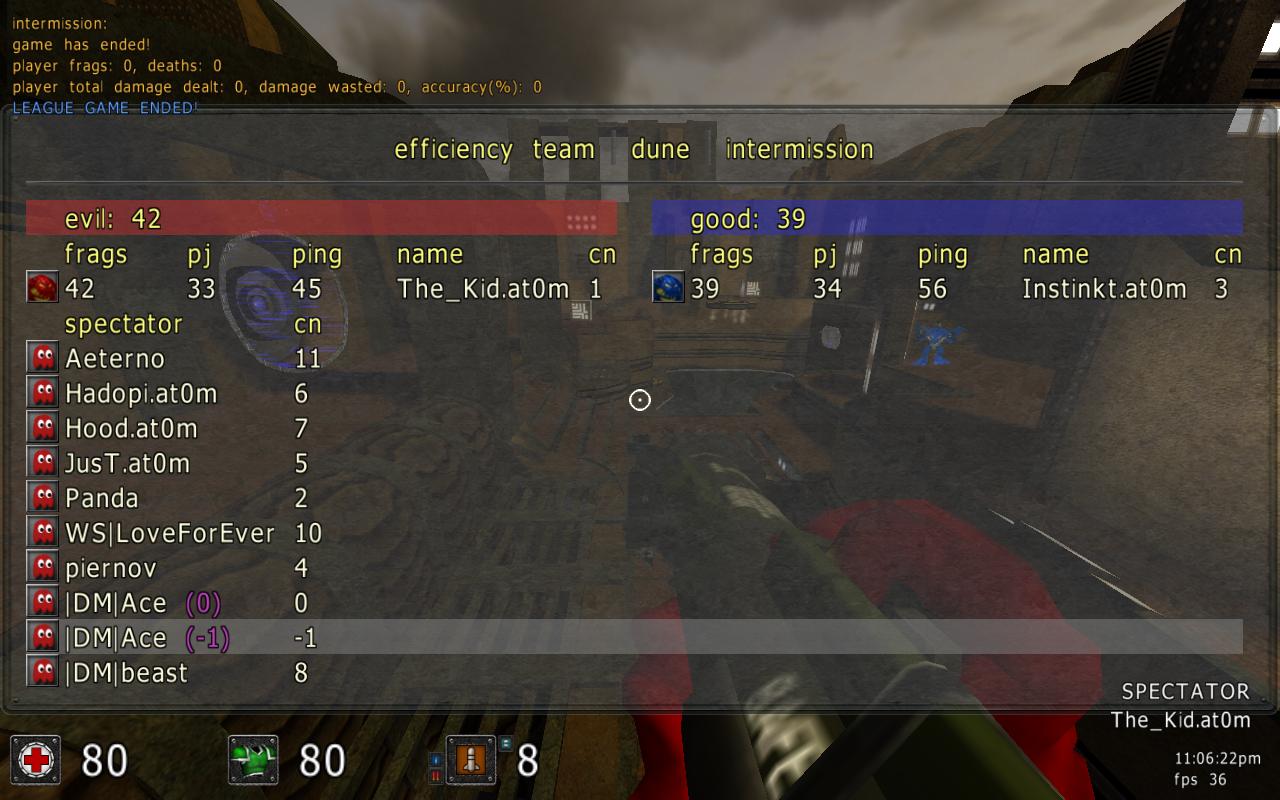 intermission:
game has ended!
player frags: 0, deaths: 0
player total damage dealt: 0, damage wasted: 0, accuracy(%): 0
LEAGUE GAME ENDED!
efficiency team dune intermission
evil: 42
frags pj ping name cn
42 33 45 The_Kid.at0m 1
good: 39
frags pj ping name cn
39 34 56 Instinkt.at0m 3
spectator cn
Aeterno 11
Hadopi.at0m 6
Hood.at0m 7
JusT.at0m 5
Panda 2
WS|LoveForEver 10
piernov 4
|DM|Ace (0) 0
|DM|Ace (-1) -1
|DM|beast 8
SPECTATOR
The_Kid.at0m
80 80 8
11:06:22pm
fps 36